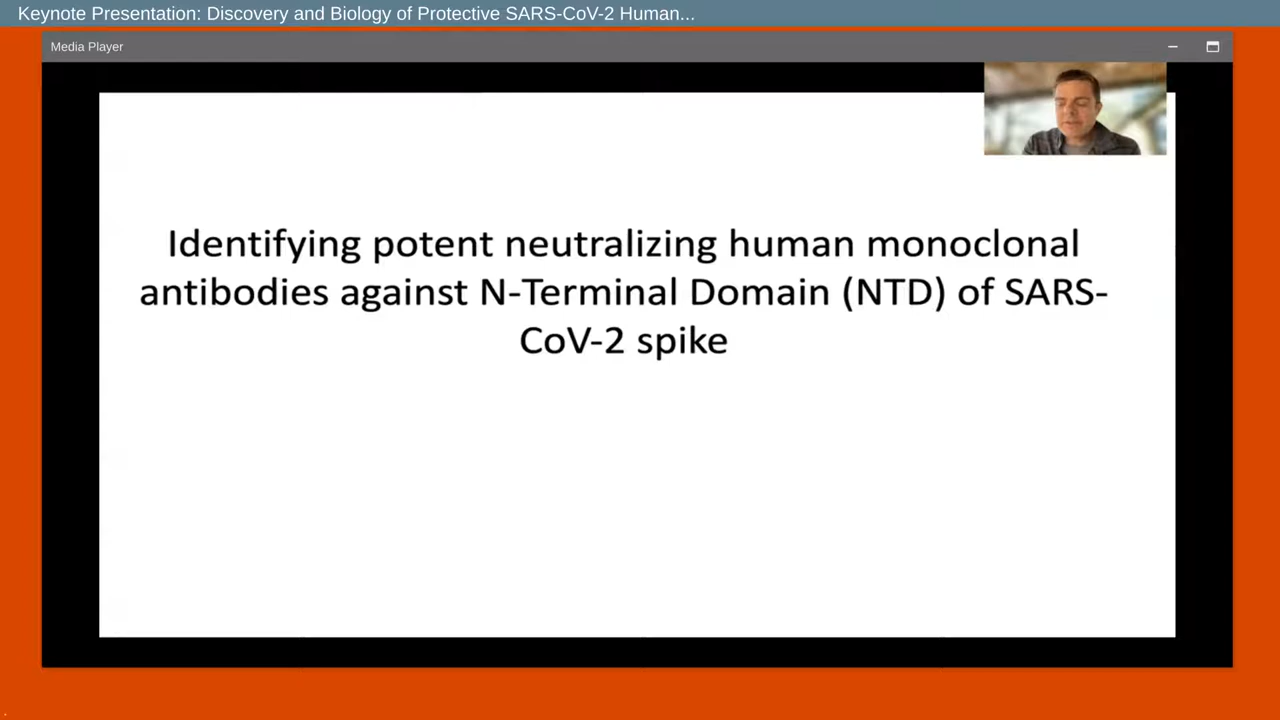 Keynote Presentation: Discovery and Biology of Protective SARS-CoV-2 Human...
Media Player
Identifying potent neutralizing human monoclonal
antibodies against N-Terminal Domain (NTD) of SARS-
CoV-2 spike